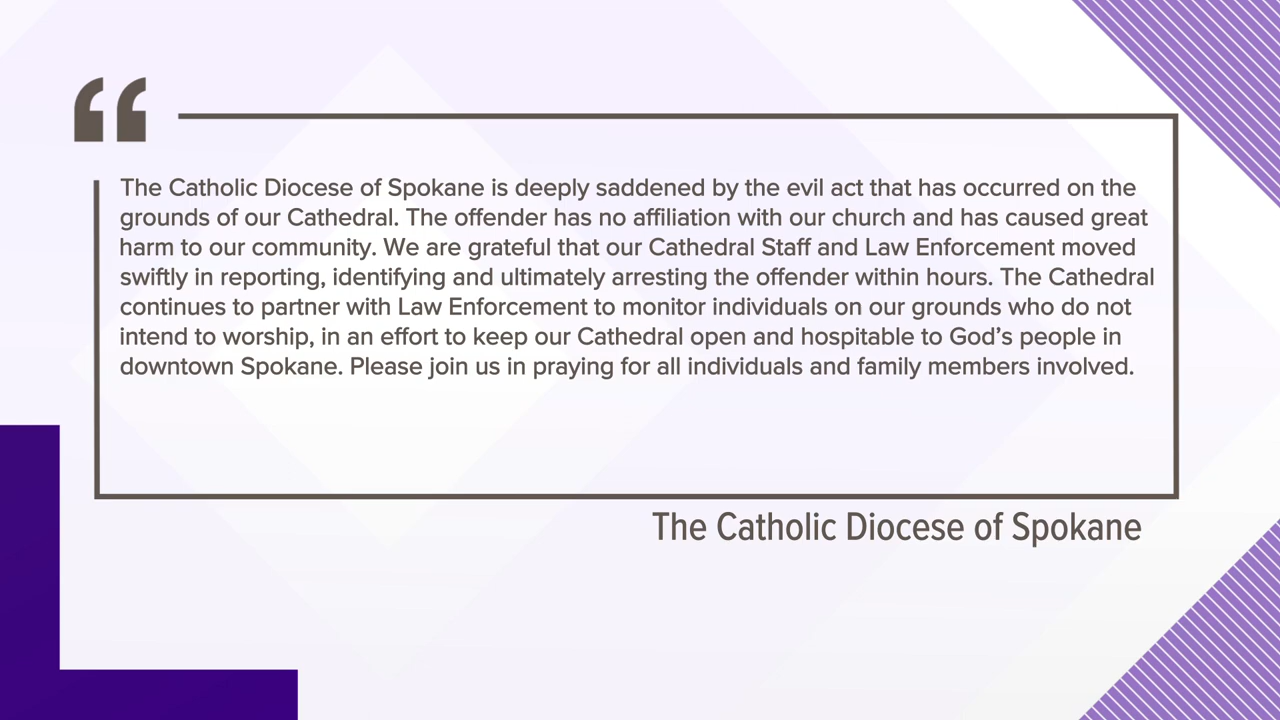 “
The Catholic Diocese of Spokane is deeply saddened by the evil act that has occurred on the
grounds of our Cathedral. The offender has no affiliation with our church and has caused great
harm to our community. We are grateful that our Cathedral Staff and Law Enforcement moved
swiftly in reporting, identifying and ultimately arresting the offender within hours. The Cathedral
continues to partner with Law Enforcement to monitor individuals on our grounds who do not
intend to worship, in an effort to keep our Cathedral open and hospitable to God’s people in
downtown Spokane. Please join us in praying for all individuals and family members involved.
The Catholic Diocese of Spokane